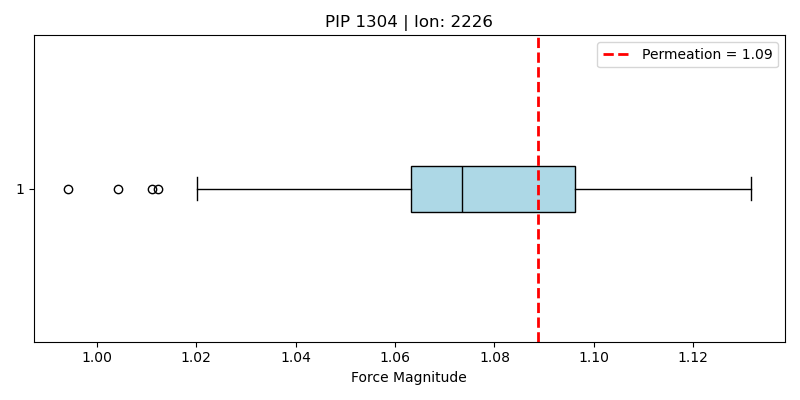 PIP 1304 | Ion: 2226
Permeation = 1.09
1
1.00 1.02 1.04 1.06 1.08 1.10 1.12
Force Magnitude